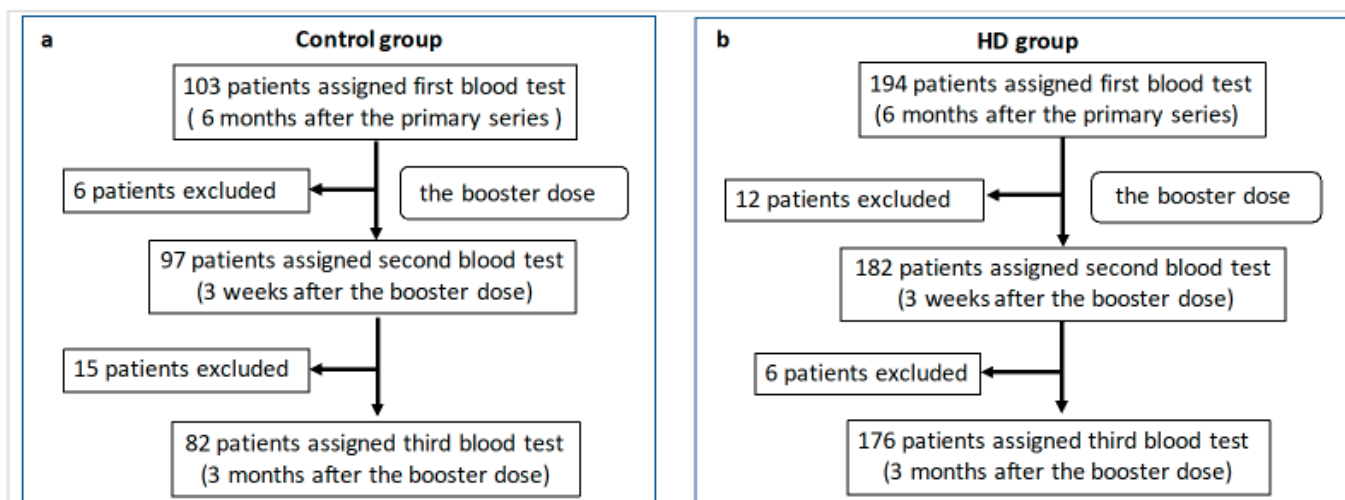 a
Control group
103 patients assigned first blood test
( 6 months after the primary series )
6 patients excluded
the booster dose
97 patients assigned second blood test
(3 weeks after the booster dose)
15 patients excluded
82 patients assigned third blood test
(3 months after the booster dose)
b
HD group
194 patients assigned first blood test
(6 months after the primary series)
12 patients excluded
the booster dose
182 patients assigned second blood test
(3 weeks after the booster dose)
6 patients excluded
176 patients assigned third blood test
(3 months after the booster dose)